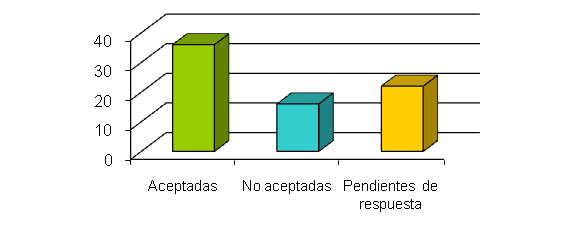 40
30
20
10
0
Aceptadas
No aceptadas
Pendientes de
respuesta